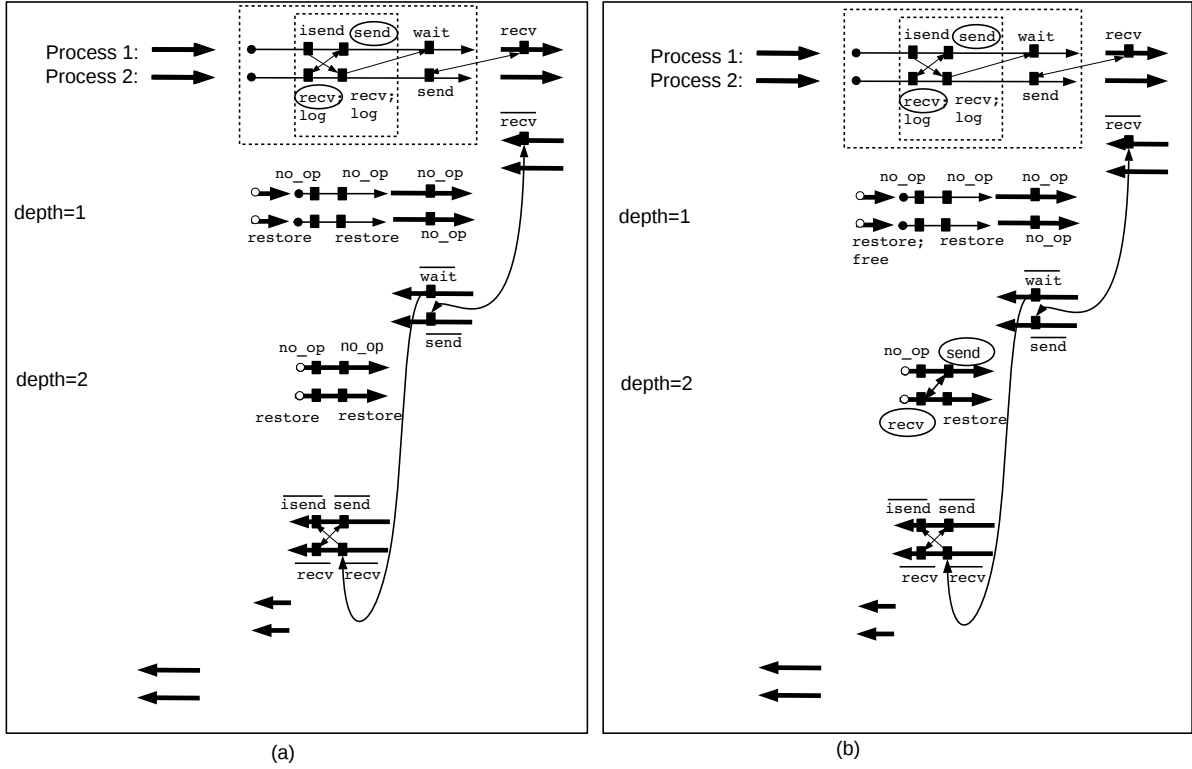 isend send wait recv
Process 1:
Process 2:
recv; recv; send
log log
recv
no_op no_op no_op
depth=1
restore restore no_op
wait
send
no_op no_op
depth=2
restore restore
isend send
recv recv
(a)
isend send wait recv
Process 1:
Process 2:
recv; recv; send
log log
recv
no_op no_op no_op
depth=1
restore; restore no_op
free
wait
send
no_op send
depth=2
recv restore
isend send
recv recv
(b)